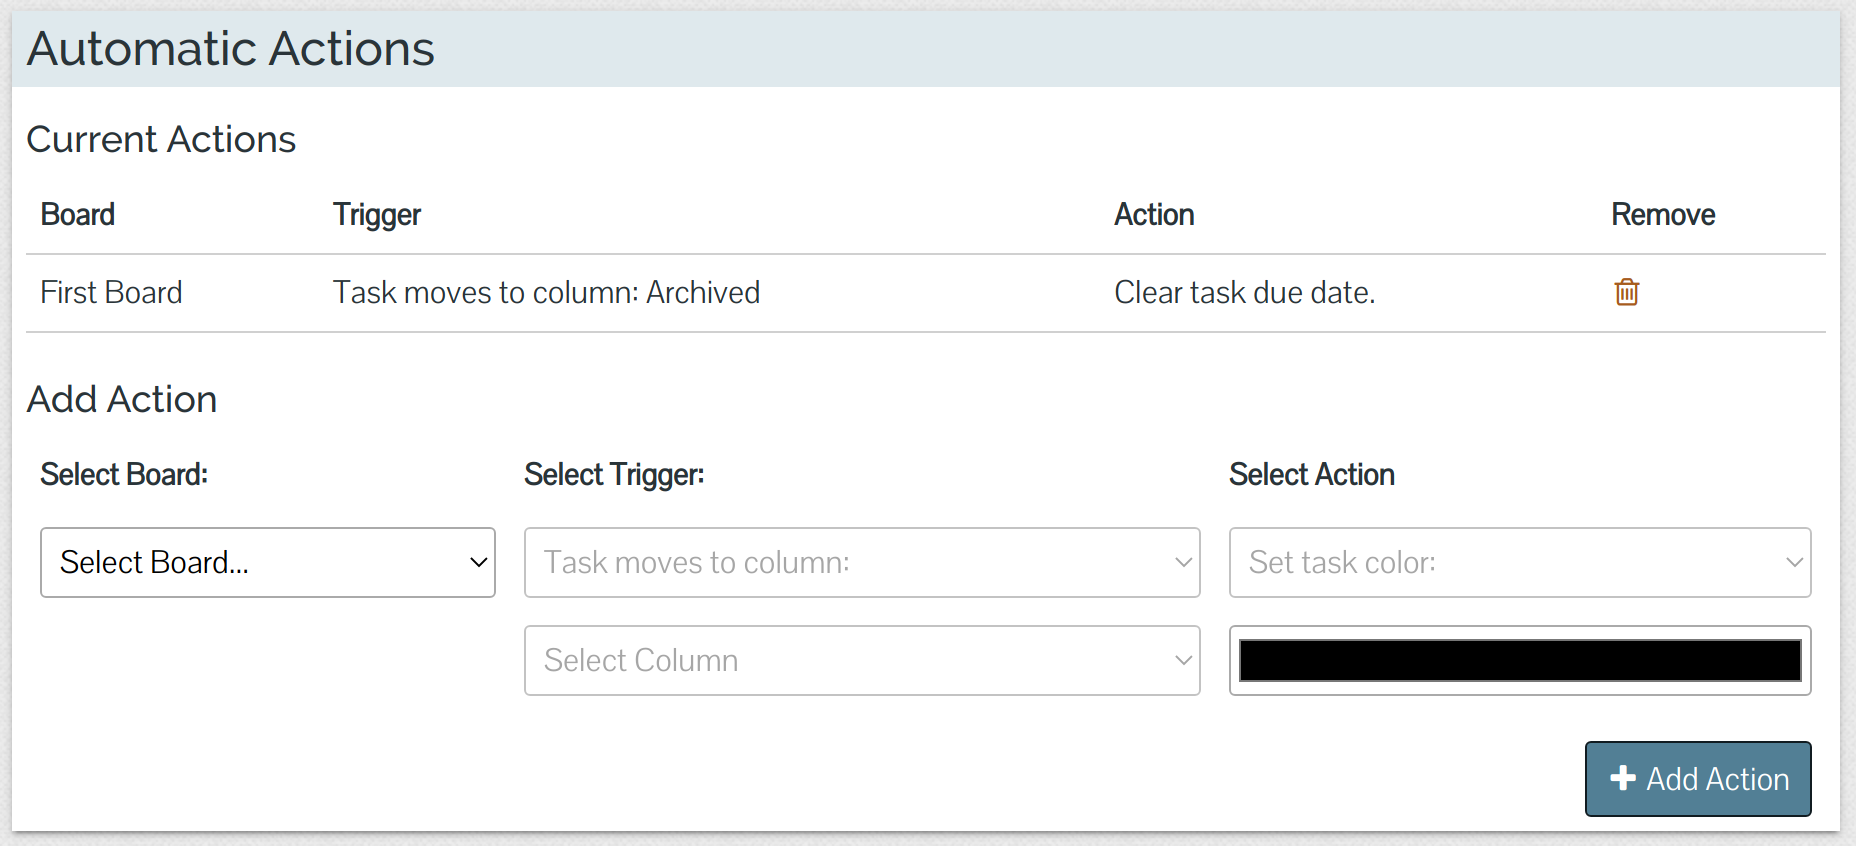 Automatic Actions
Current Actions
Board Trigger Action Remove
First Board Task moves to column: Archived Clear task due date.
Add Action
Select Board: Select Trigger: Select Action
Select Board... Task moves to column: Set task color:
Select Column
Add Action